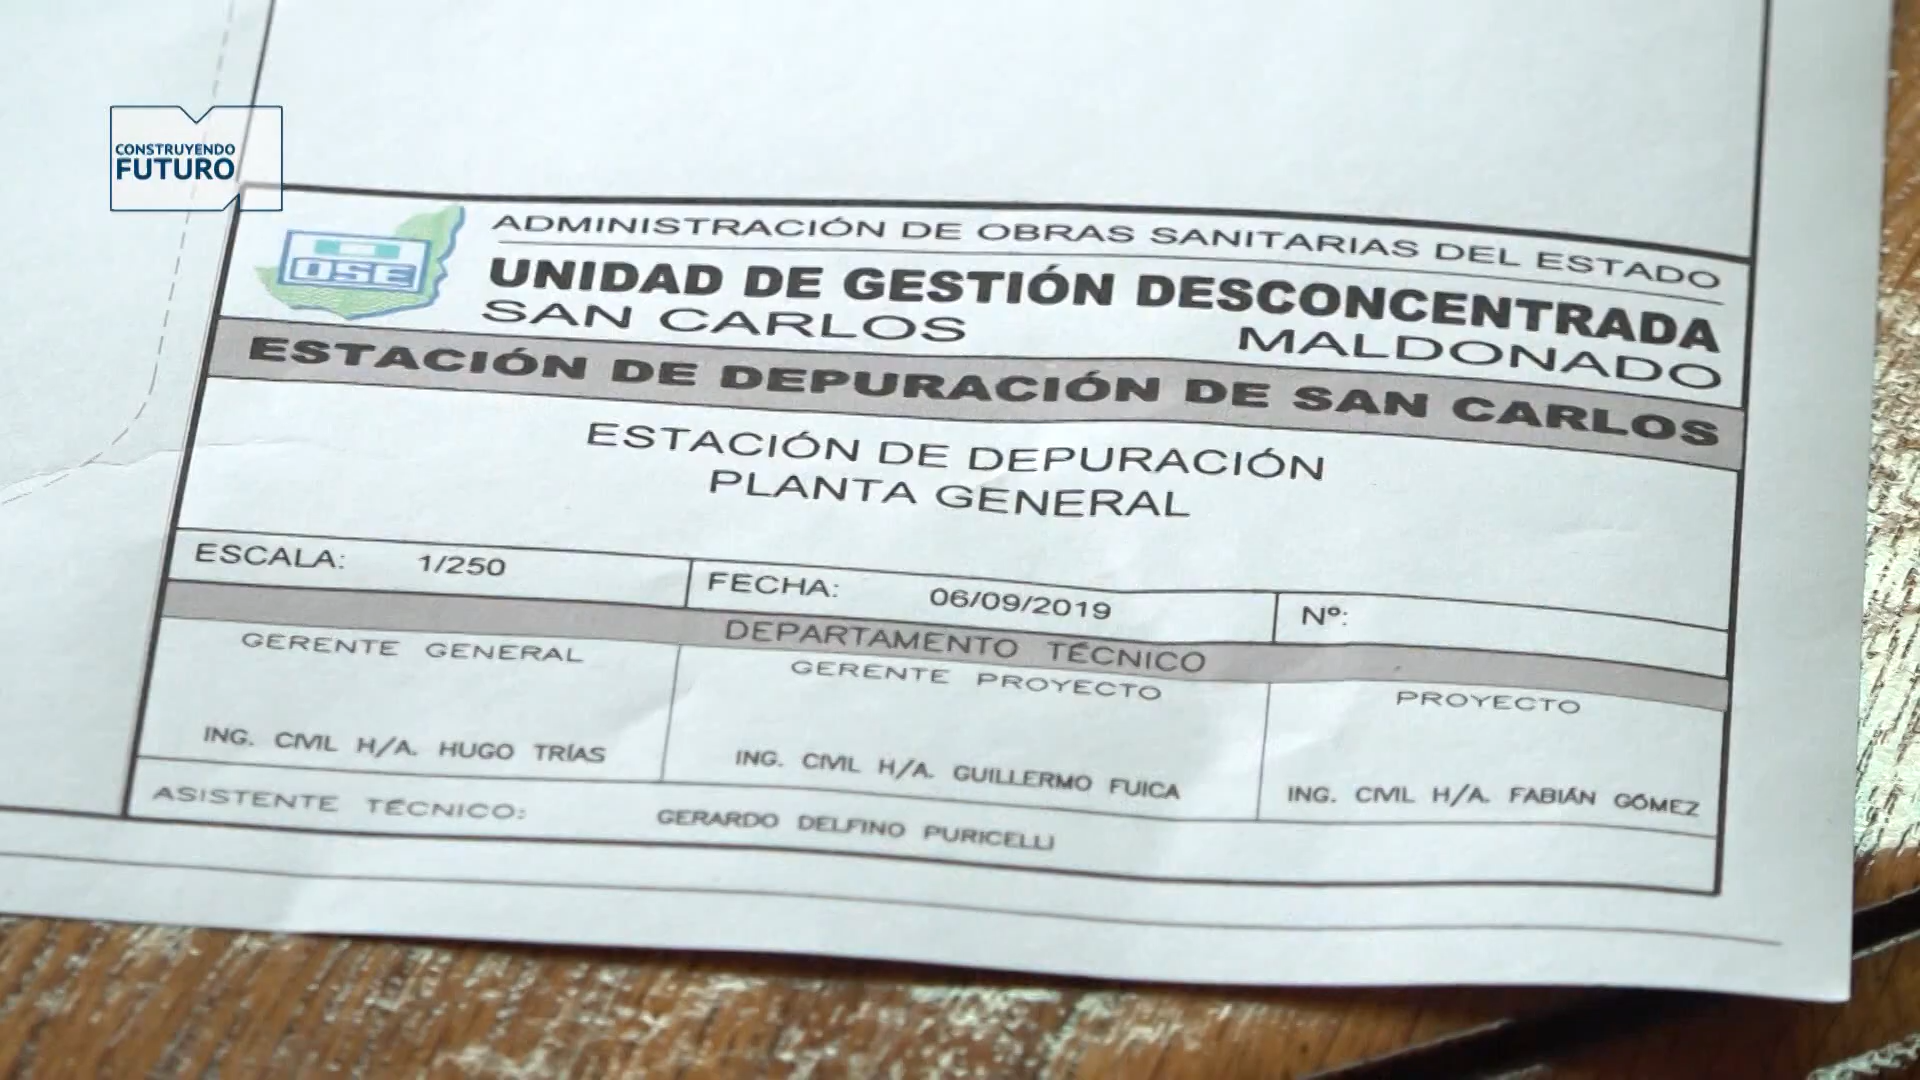 CONSTRUYENDO
FUTURO
OSE
ADMINISTRACIÓN DE OBRAS SANITARIAS DEL ESTADO
UNIDAD DE GESTIÓN DESCONCENTRADA
SAN CARLOS MALDONADO
ESTACIÓN DE DEPURACIÓN DE SAN CARLOS
ESTACIÓN DE DEPURACIÓN
PLANTA GENERAL
ESCALA: 1/250 FECHA: 06/09/2019 Nº:
DEPARTAMENTO TÉCNICO
GERENTE GENERAL GERENTE PROYECTO PROYECTO
ING. CIVIL H/A. HUGO TRÍAS ING. CIVIL H/A. GUILLERMO FUICA ING. CIVIL H/A. FABIÁN GÓMEZ
ASISTENTE TÉCNICO: GERARDO DELFINO PURICELLI